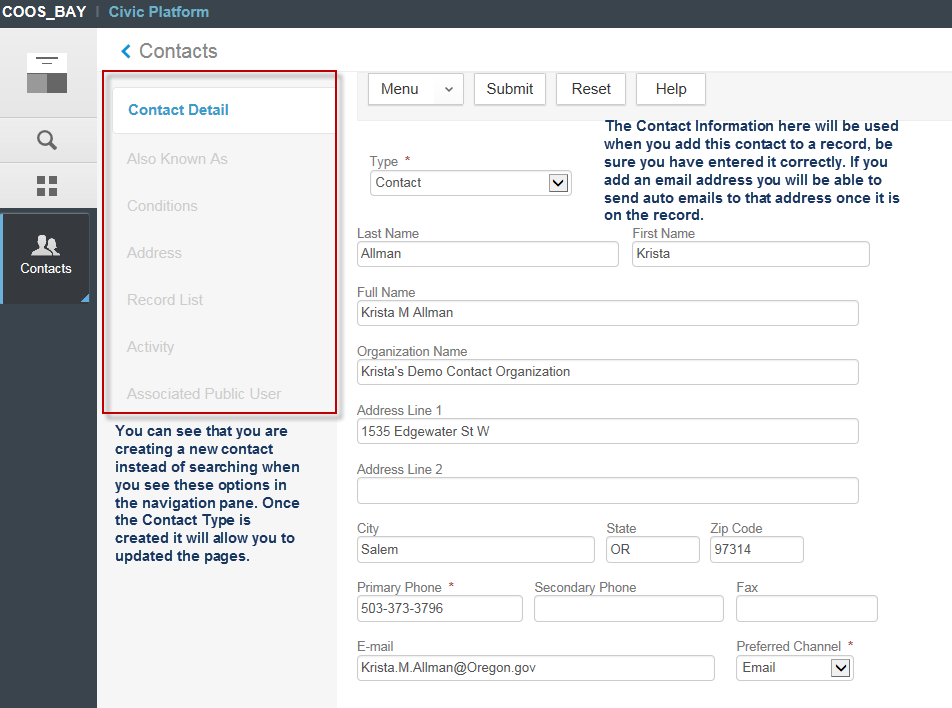 COOS_BAY | Civic Platform
Contacts
Contacts
Contact Detail
Also Known As
Conditions
Address
Record List
Activity
Associated Public User
You can see that you are
creating a new contact
instead of searching when
you see these options in
the navigation pane. Once
the Contact Type is
created it will allow you to
updated the pages.
Menu Submit Reset Help
The Contact Information here will be used
when you add this contact to a record, be
sure you have entered it correctly. If you
add an email address you will be able to
send auto emails to that address once it is
on the record.
Type *
Contact
Last Name First Name
Allman Krista
Full Name
Krista M Allman
Organization Name
Krista's Demo Contact Organization
Address Line 1
1535 Edgewater St W
Address Line 2
City State Zip Code
Salem OR 97314
Primary Phone * Secondary Phone Fax
503-373-3796
E-mail Preferred Channel *
Krista.M.Allman@Oregon.gov Email